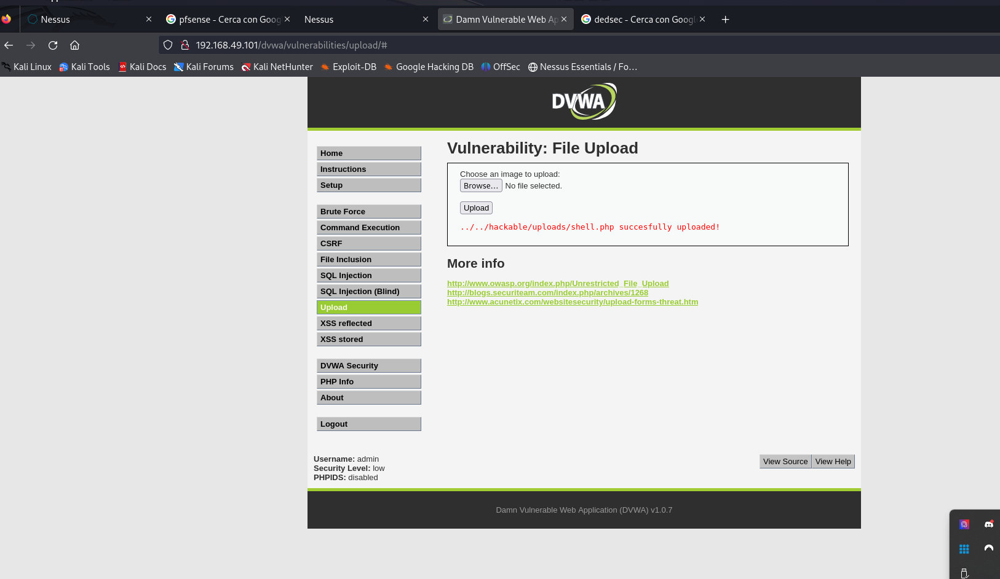 Nessus
pfsense - Cerca con Goog
Nessus
Damn Vulnerable Web Ap
dedsec - Cerca con Googl
192.168.49.101/dvwa/vulnerabilities/upload/#
Kali Linux Kali Tools Kali Docs Kali Forums Kali NetHunter Exploit-DB Google Hacking DB OffSec Nessus Essentials / Fo...
DVWA
Home
Instructions
Setup
Brute Force
Command Execution
CSRF
File Inclusion
SQL Injection
SQL Injection (Blind)
Upload
XSS reflected
XSS stored
DVWA Security
PHP Info
About
Logout
Vulnerability: File Upload
Choose an image to upload:
Browse... No file selected.
Upload
../../hackable/uploads/shell.php succesfully uploaded!
More info
http://www.owasp.org/index.php/Unrestricted_File_Upload
http://blogs.securiteam.com/index.php/archives/1268
http://www.acunetix.com/websitesecurity/upload-forms-threat.htm
Username: admin
Security Level: low
PHPIDS: disabled
View Source View Help
Damn Vulnerable Web Application (DVWA) v1.0.7